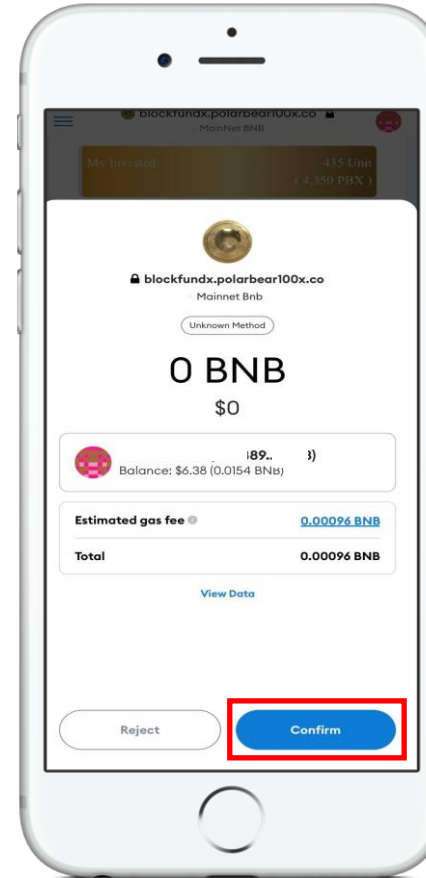 blockfundx.polarbear100x.co
MainNet BNB
My Invested
435 Unit
( 4,350 PBX )
blockfundx.polarbear100x.co
Mainnet Bnb
Unknown Method
0 BNB
$0
Balance: $6.38 (0.0154 BNB)
Estimated gas fee
0.00096 BNB
Total
0.00096 BNB
View Data
Reject
Confirm